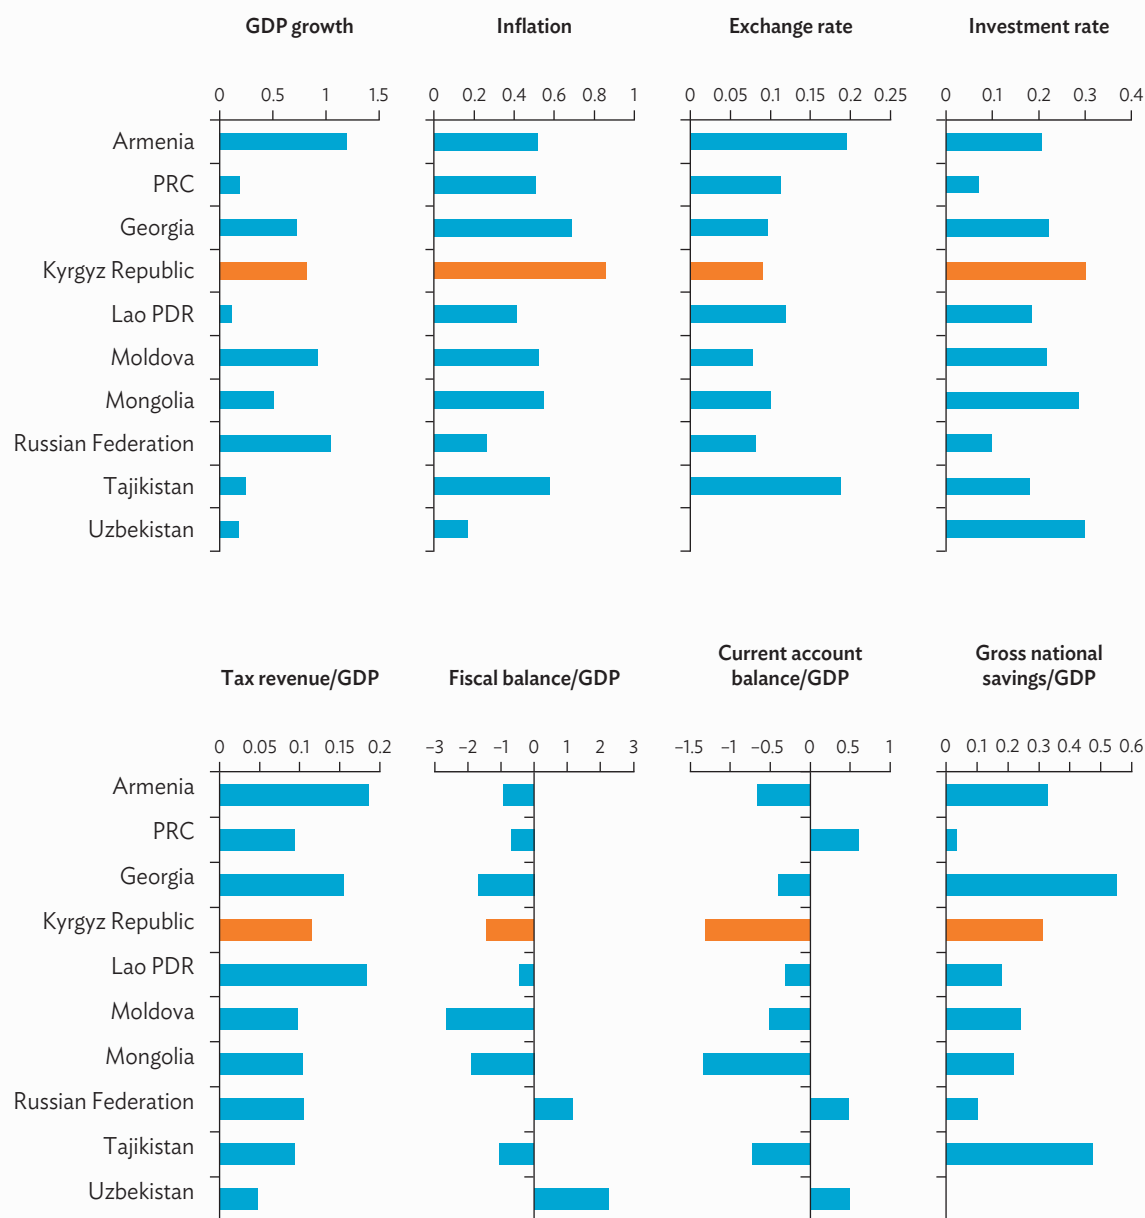 GDP growth Inflation Exchange rate Investment rate
0 0.5 1 1.5 0 0.2 0.4 0.6 0.8 1 0 0.05 0.1 0.15 0.2 0.25 0 0.1 0.2 0.3 0.4
Armenia
PRC
Georgia
Kyrgyz Republic
Lao PDR
Moldova
Mongolia
Russian Federation
Tajikistan
Uzbekistan
Tax revenue/GDP Fiscal balance/GDP Current account balance/GDP Gross national savings/GDP
0 0.05 0.1 0.15 0.2 –3 –2 –1 0 1 2 3 –1.5 –1 –0.5 0 0.5 1 0 0.1 0.2 0.3 0.4 0.5 0.6
Armenia
PRC
Georgia
Kyrgyz Republic
Lao PDR
Moldova
Mongolia
Russian Federation
Tajikistan
Uzbekistan